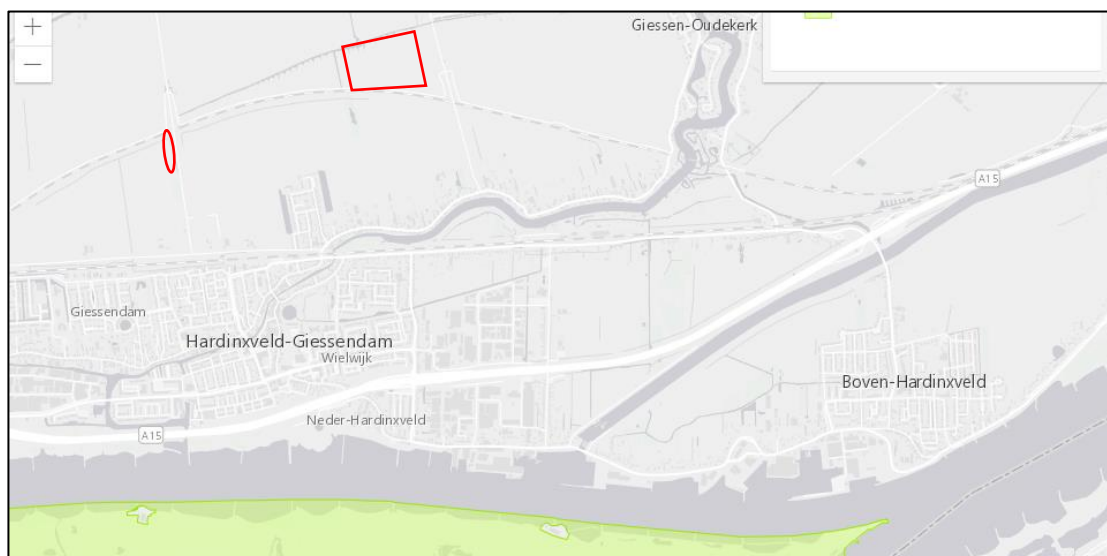 +
Giessen-Oudekerk
−
A15
Giessendam
Hardinxveld-Giessendam
Wielwijk
Boven-Hardinxveld
Neder-Hardinxveld
A15